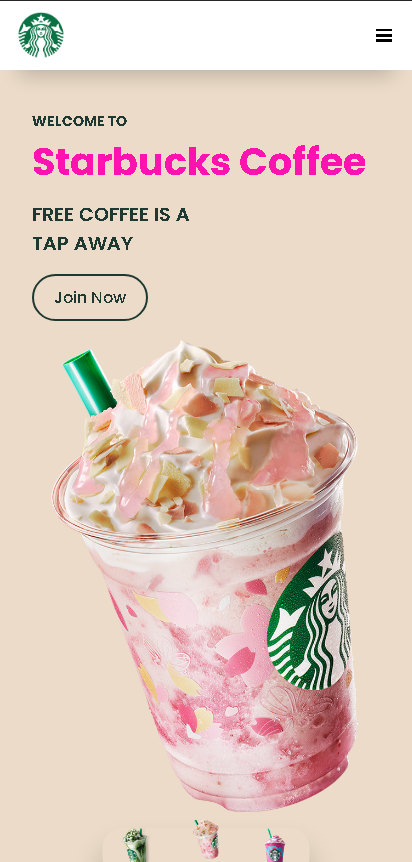 WELCOME TO
Starbucks Coffee
FREE COFFEE IS A
TAP AWAY
Join Now